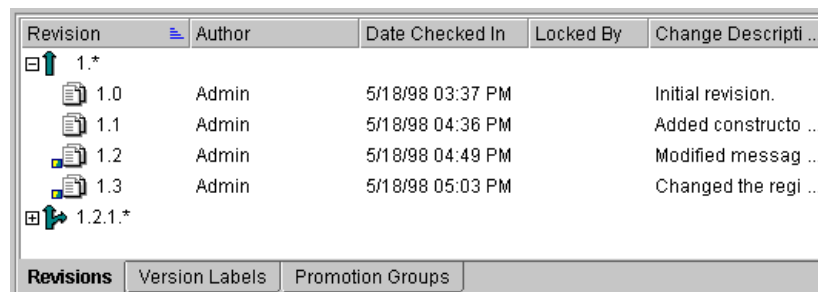 Revision Author Date Checked In Locked By Change Descripti ..
1.*
1.0 Admin 5/18/98 03:37 PM Initial revision.
1.1 Admin 5/18/98 04:36 PM Added constructo ..
1.2 Admin 5/18/98 04:49 PM Modified messag ..
1.3 Admin 5/18/98 05:03 PM Changed the regi ..
1.2.1.*
Revisions Version Labels Promotion Groups